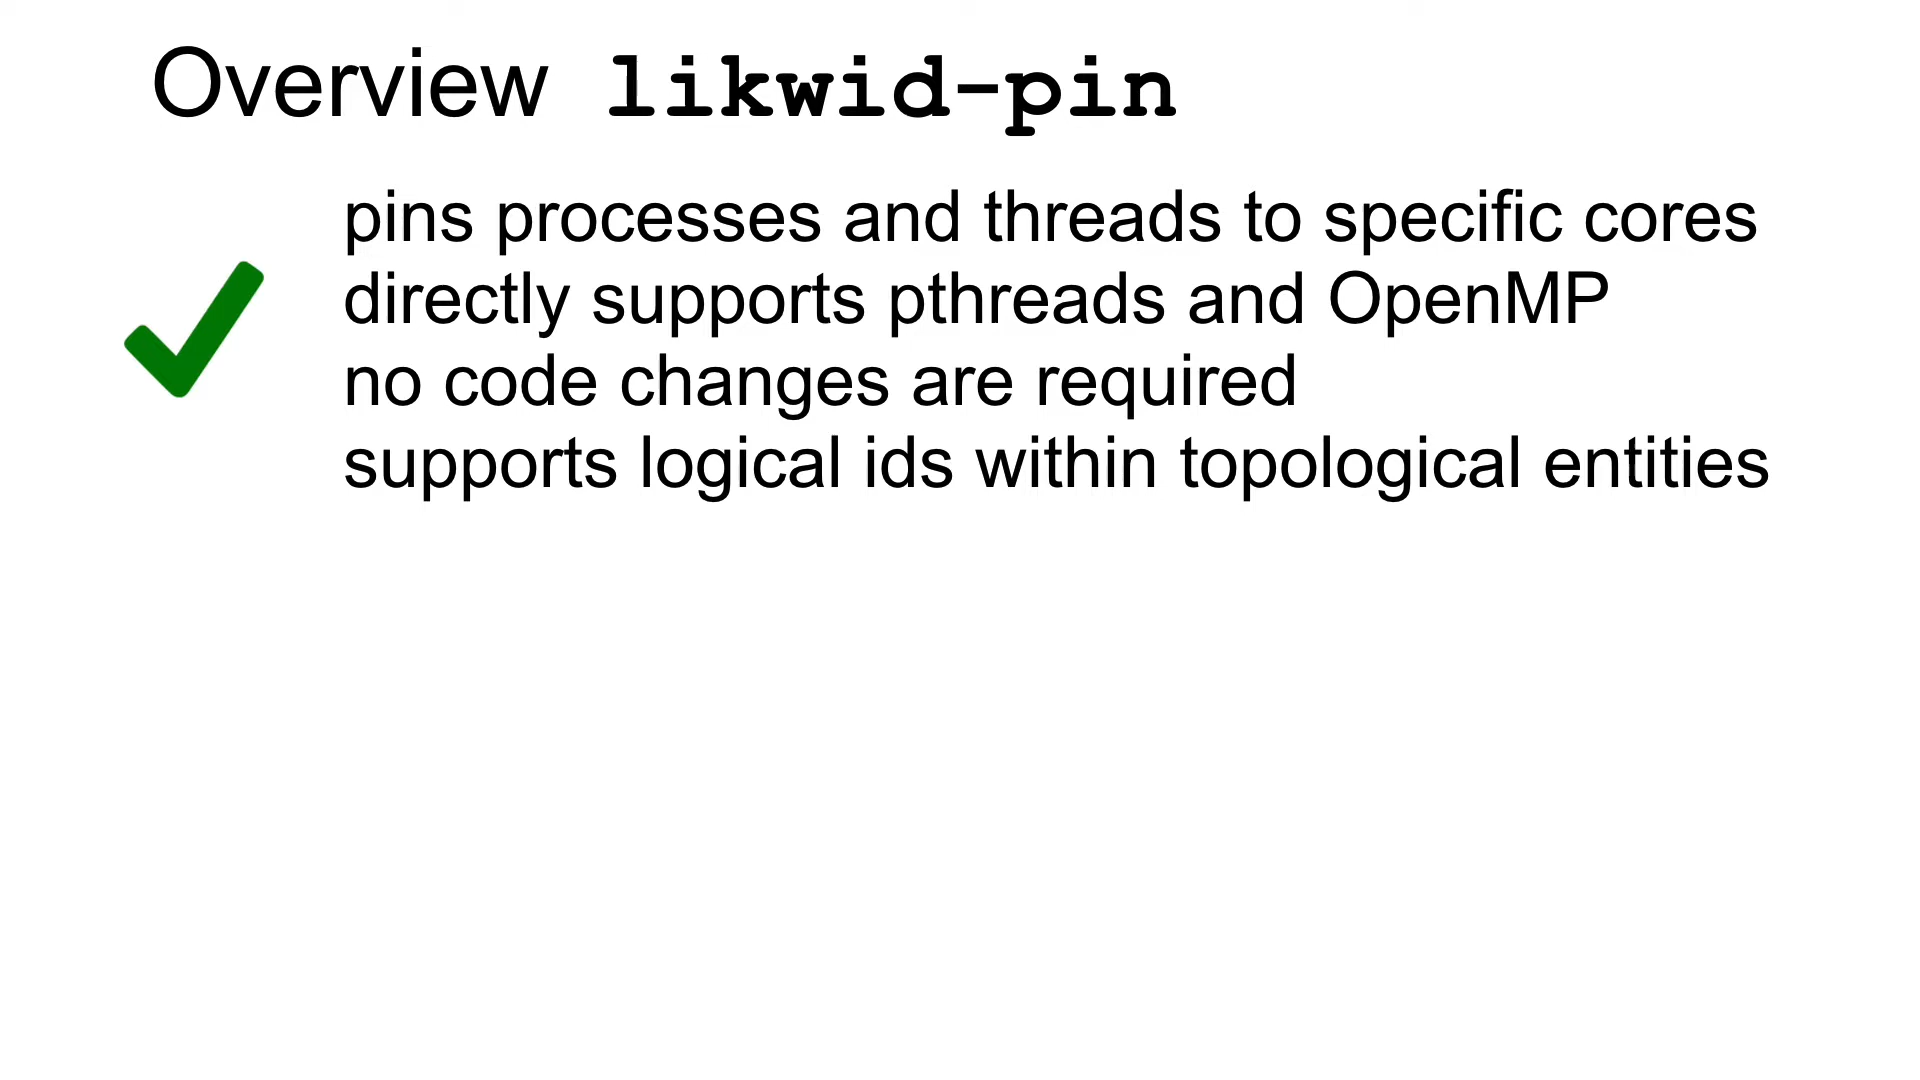 Overview likwid-pin
pins processes and threads to specific cores
directly supports pthreads and OpenMP
no code changes are required
supports logical ids within topological entities